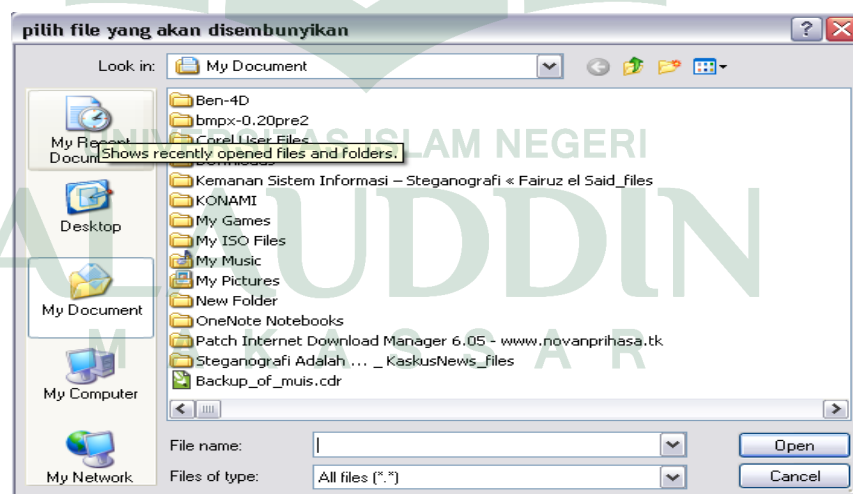 pilih file yang akan disembunyikan
Look in:
My Document
My Recent
Documents
Shows recently opened files and folders.
Desktop
My Document
My Computer
My Network
Ben-4D
bmpx-0.20pre2
Corel User Files
Downloads
Kemanan Sistem Informasi – Steganografi « Fairuz el Said_files
KONAMI
My Games
My ISO Files
My Music
My Pictures
New Folder
OneNote Notebooks
Patch Internet Download Manager 6.05 - www.novanprihasa.tk
Steganografi Adalah ... _ KaskusNews_files
Backup_of_muis.cdr
File name:
Open
Files of type:
All files (*.*)
Cancel
UNIVERSITAS ISLAM NEGERI
ALAUDDIN
M A K A S S A R